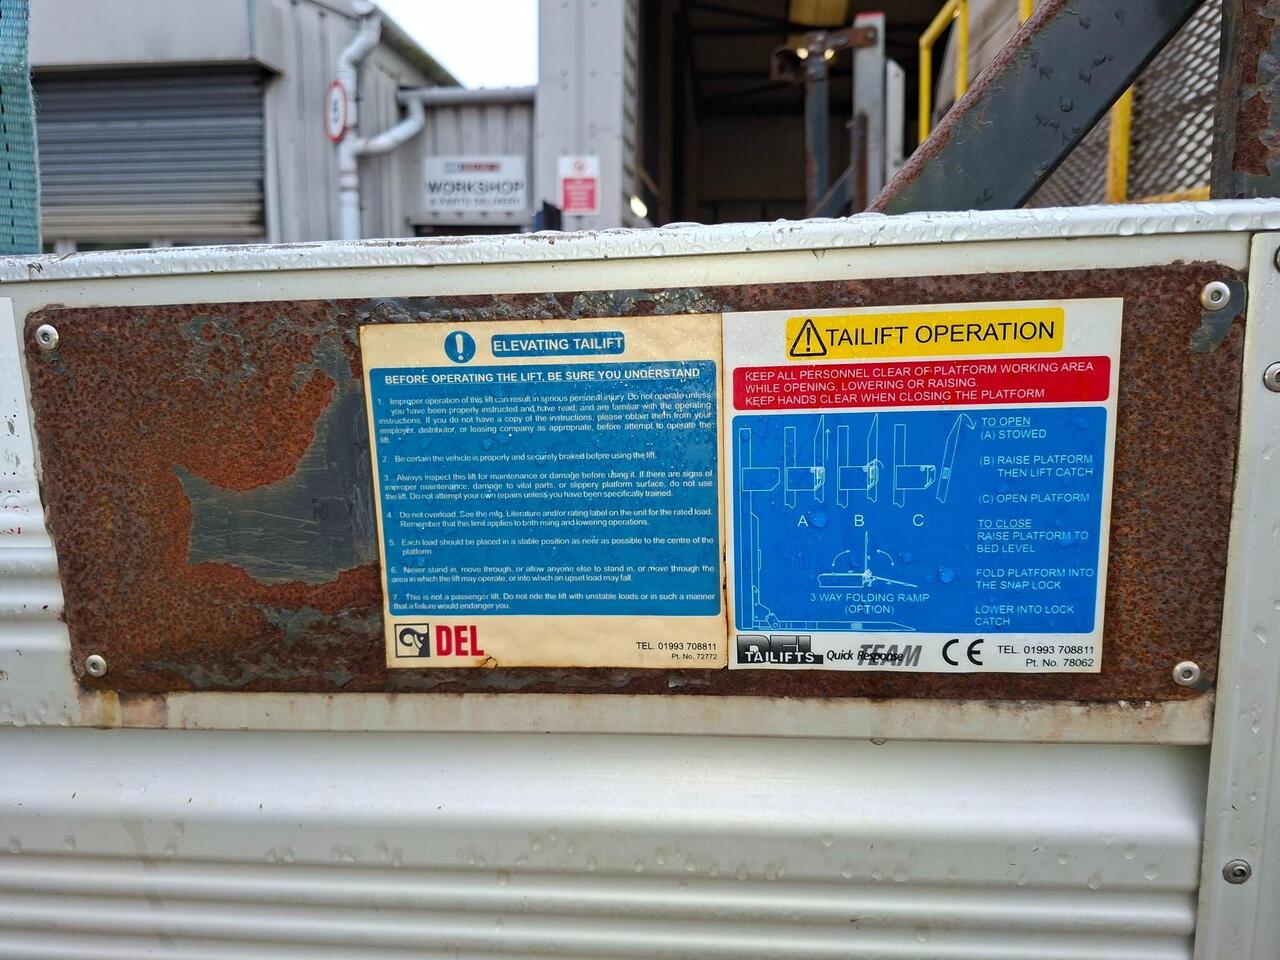 WORKSHOP
& PARTS DELIVERY
ELEVATING TAILIFT
BEFORE OPERATING THE LIFT, BE SURE YOU UNDERSTAND
1. Improper operation of this lift can result in serious personal injury. Do not operate unless
you have been properly instructed and have read, and are familiar with the operating
instructions. If you do not have a copy of the instructions, please obtain them from your
employer, distributor, or leasing company as appropriate, before attempt to operate the
lift.
2. Be certain the vehicle is properly and securely braked before using the lift.
3. Always inspect this lift for maintenance or damage before using it. If there are signs of
improper maintenance, damage to vital parts, or slippery platform surface, do not use
the lift. Do not attempt your own repairs unless you have been specifically trained.
4. Do not overload. See the mfg. Literature and/or rating label on the unit for the rated load.
Remember that this limit applies to both rising and lowering operations.
5. Each load should be placed in a stable position as near as possible to the centre of the
platform.
6. Never stand in, move through, or allow anyone else to stand in, or move through the
area in which the lift may operate, or into which an upset load may fall.
7. This is not a passenger lift. Do not ride the lift with unstable loads or in such a manner
that a failure would endanger you.
DEL
TEL. 01993 708811
Pt. No. 72772
TAILIFT OPERATION
KEEP ALL PERSONNEL CLEAR OF PLATFORM WORKING AREA
WHILE OPENING, LOWERING OR RAISING.
KEEP HANDS CLEAR WHEN CLOSING THE PLATFORM
A B C
3 WAY FOLDING RAMP
(OPTION)
TO OPEN
(A) STOWED
(B) RAISE PLATFORM
THEN LIFT CATCH
(C) OPEN PLATFORM
TO CLOSE
RAISE PLATFORM TO
BED LEVEL
FOLD PLATFORM INTO
THE SNAP LOCK
LOWER INTO LOCK
CATCH
DEL
TAILIFTS
Quick Response
TEAM
CE
TEL. 01993 708811
Pt. No. 78062